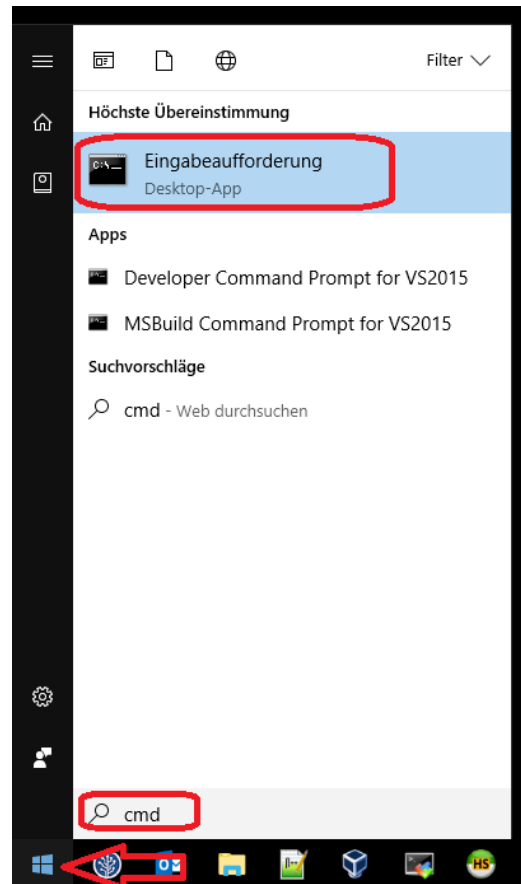 Filter
Höchste Übereinstimmung
C:\
Eingabeaufforderung
Desktop-App
Apps
Developer Command Prompt for VS2015
MSBuild Command Prompt for VS2015
Suchvorschläge
cmd - Web durchsuchen
cmd
HS